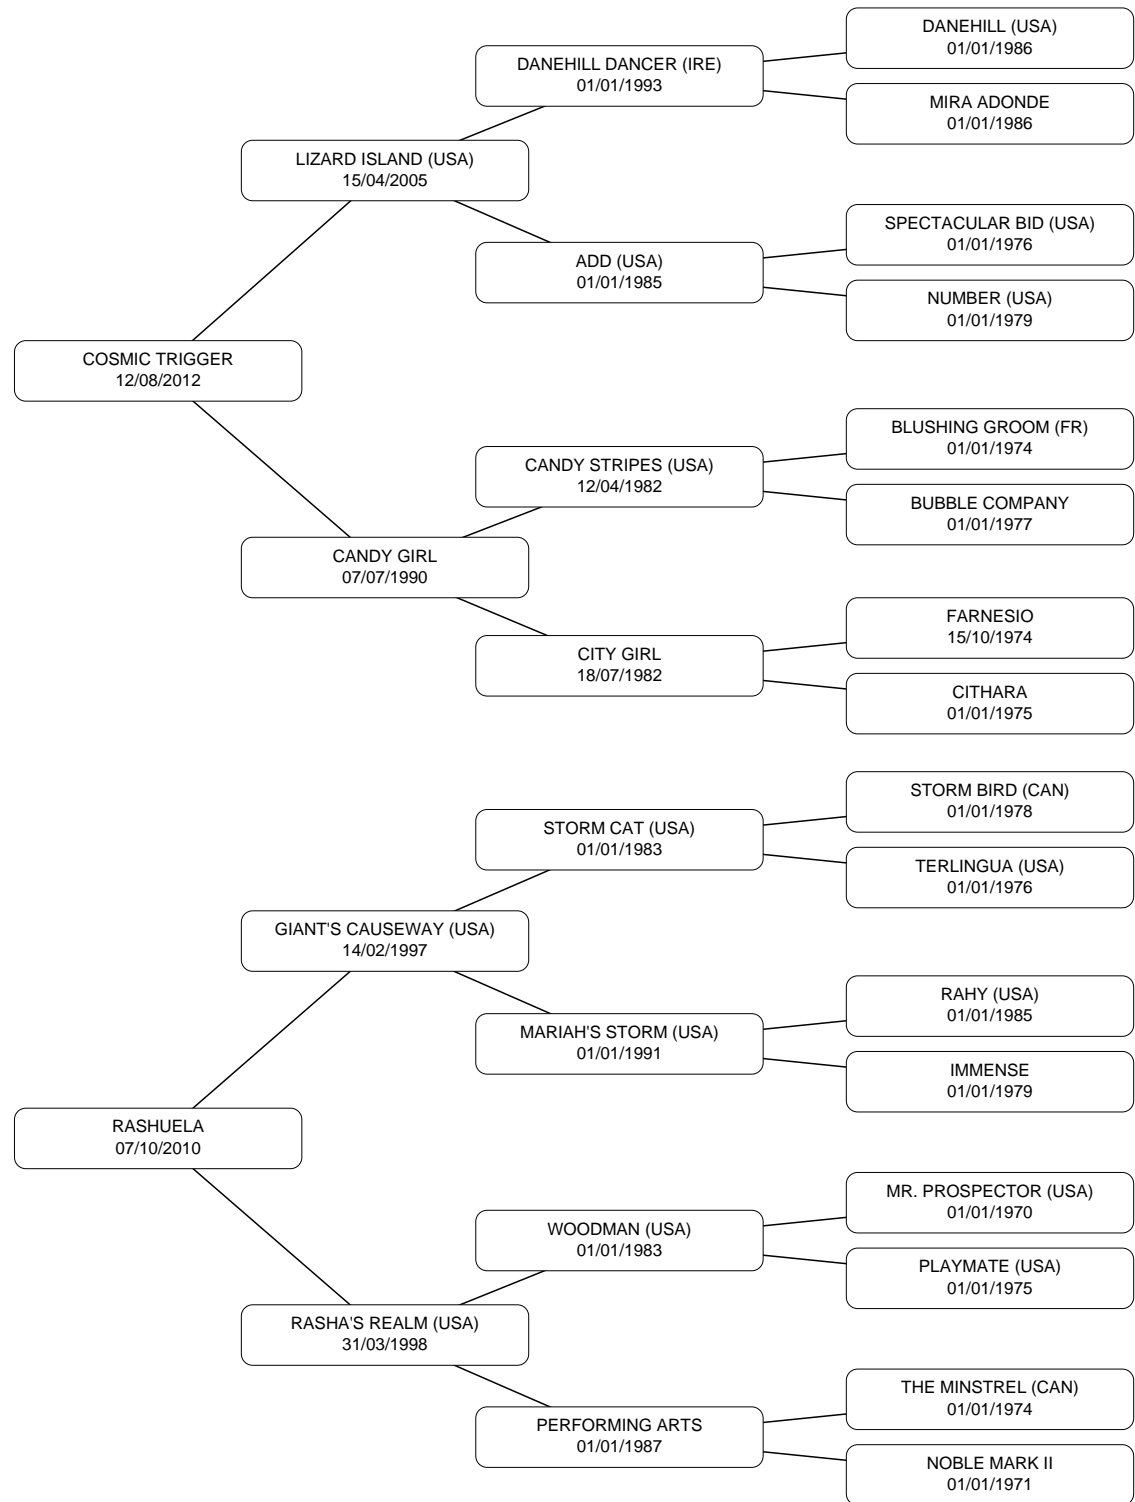 DANEHILL (USA)
01/01/1986
DANEHILL DANCER (IRE)
01/01/1993
MIRA ADONDE
01/01/1986
LIZARD ISLAND (USA)
15/04/2005
SPECTACULAR BID (USA)
01/01/1976
ADD (USA)
01/01/1985
NUMBER (USA)
01/01/1979
COSMIC TRIGGER
12/08/2012
BLUSHING GROOM (FR)
01/01/1974
CANDY STRIPES (USA)
12/04/1982
BUBBLE COMPANY
01/01/1977
CANDY GIRL
07/07/1990
FARNESIO
15/10/1974
CITY GIRL
18/07/1982
CITHARA
01/01/1975
STORM BIRD (CAN)
01/01/1978
STORM CAT (USA)
01/01/1983
TERLINGUA (USA)
01/01/1976
GIANT'S CAUSEWAY (USA)
14/02/1997
RAHY (USA)
01/01/1985
MARIAH'S STORM (USA)
01/01/1991
IMMENSE
01/01/1979
RASHUELA
07/10/2010
MR. PROSPECTOR (USA)
01/01/1970
WOODMAN (USA)
01/01/1983
PLAYMATE (USA)
01/01/1975
RASHA'S REALM (USA)
31/03/1998
THE MINSTREL (CAN)
01/01/1974
PERFORMING ARTS
01/01/1987
NOBLE MARK II
01/01/1971